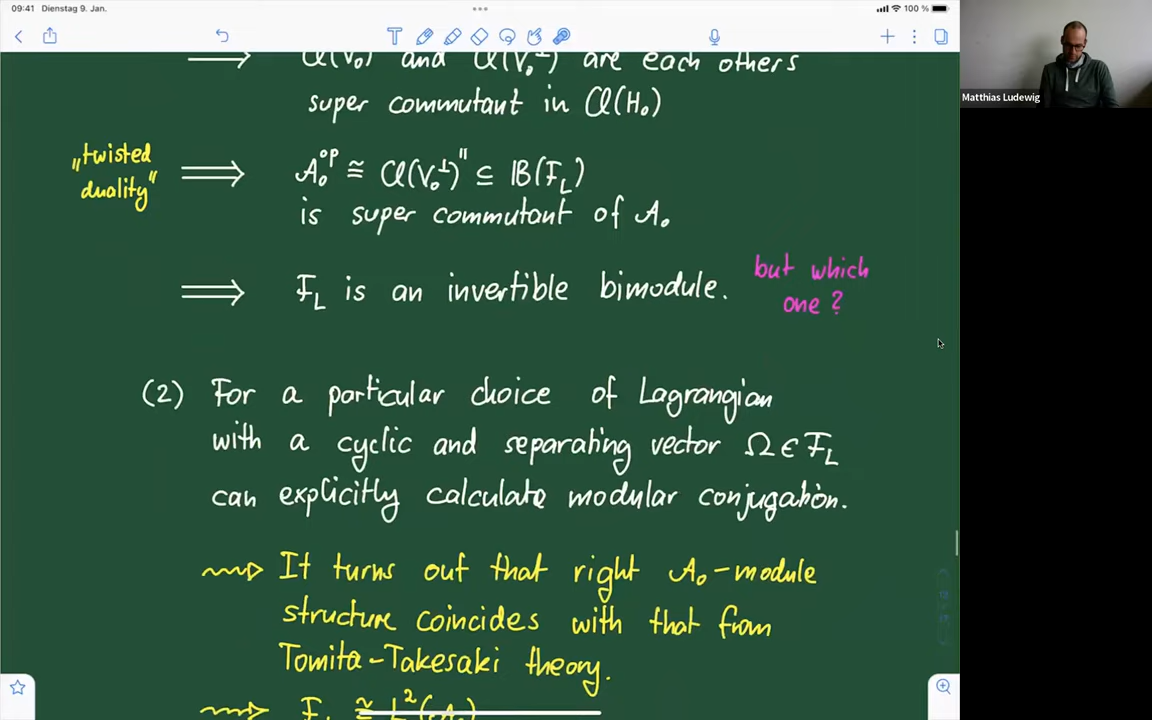 09:41 Dienstag 9. Jan.
100 %
Matthias Ludewig
⟹ Cl(V₀) and Cl(V₀^⊥) are each others
super commutant in Cl(H₀)
„twisted duality" ⟹ A₀^op ≅ Cl(V₀^⊥)" ⊆ B(F_L)
is super commutant of A₀
⟹ F_L is an invertible bimodule.
but which
one ?
(2) For a particular choice of Lagrangian
with a cyclic and separating vector Ω ∈ F_L
can explicitly calculate modular conjugation.
⇝ It turns out that right A₀-module
structure coincides with that from
Tomita-Takesaki theory.
⇝ F_L ≅ L²(A₀)